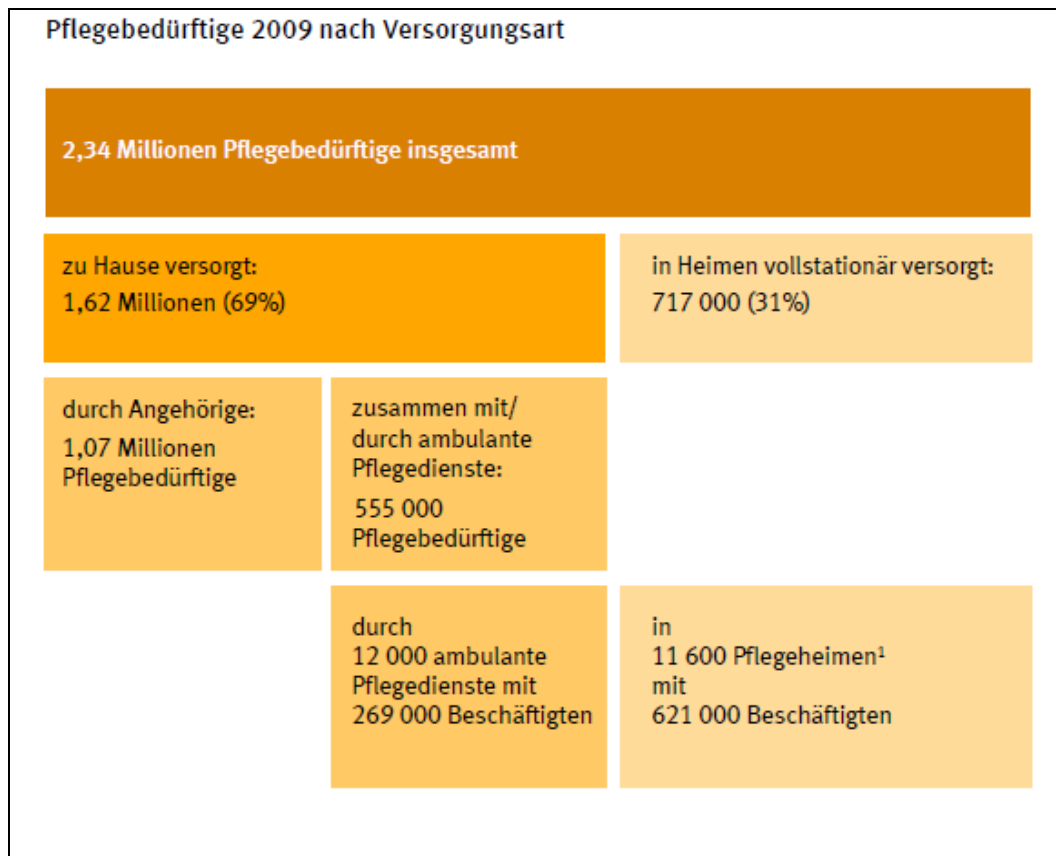 Pflegebedürftige 2009 nach Versorgungsart
2,34 Millionen Pflegebedürftige insgesamt
zu Hause versorgt:
1,62 Millionen (69%)
in Heimen vollstationär versorgt:
717 000 (31%)
durch Angehörige:
1,07 Millionen
Pflegebedürftige
zusammen mit/
durch ambulante
Pflegedienste:
555 000
Pflegebedürftige
durch
12 000 ambulante
Pflegedienste mit
269 000 Beschäftigten
in
11 600 Pflegeheimen¹
mit
621 000 Beschäftigten